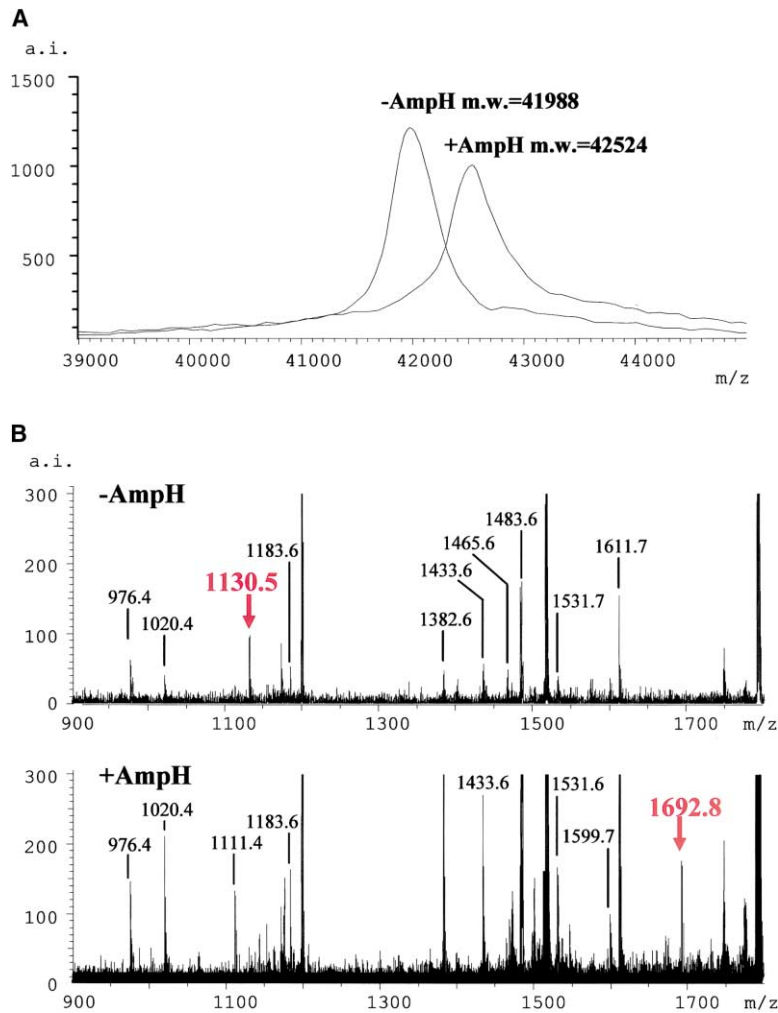 A
a.i.
1500
-AmpH m.w.=41988
+AmpH m.w.=42524
1000
500
39000 40000 41000 42000 43000 44000
m/z
B
a.i.
300
-AmpH
1483.6
1465.6
1611.7
200
1183.6
1130.5
1433.6
976.4
1531.7
1020.4
1382.6
100
0
900 1100 1300 1500 1700 m/z
300
+AmpH
1020.4
1433.6
1531.6
1692.8
1183.6
200
976.4
1111.4
1599.7
100
0
900 1100 1300 1500 1700 m/z